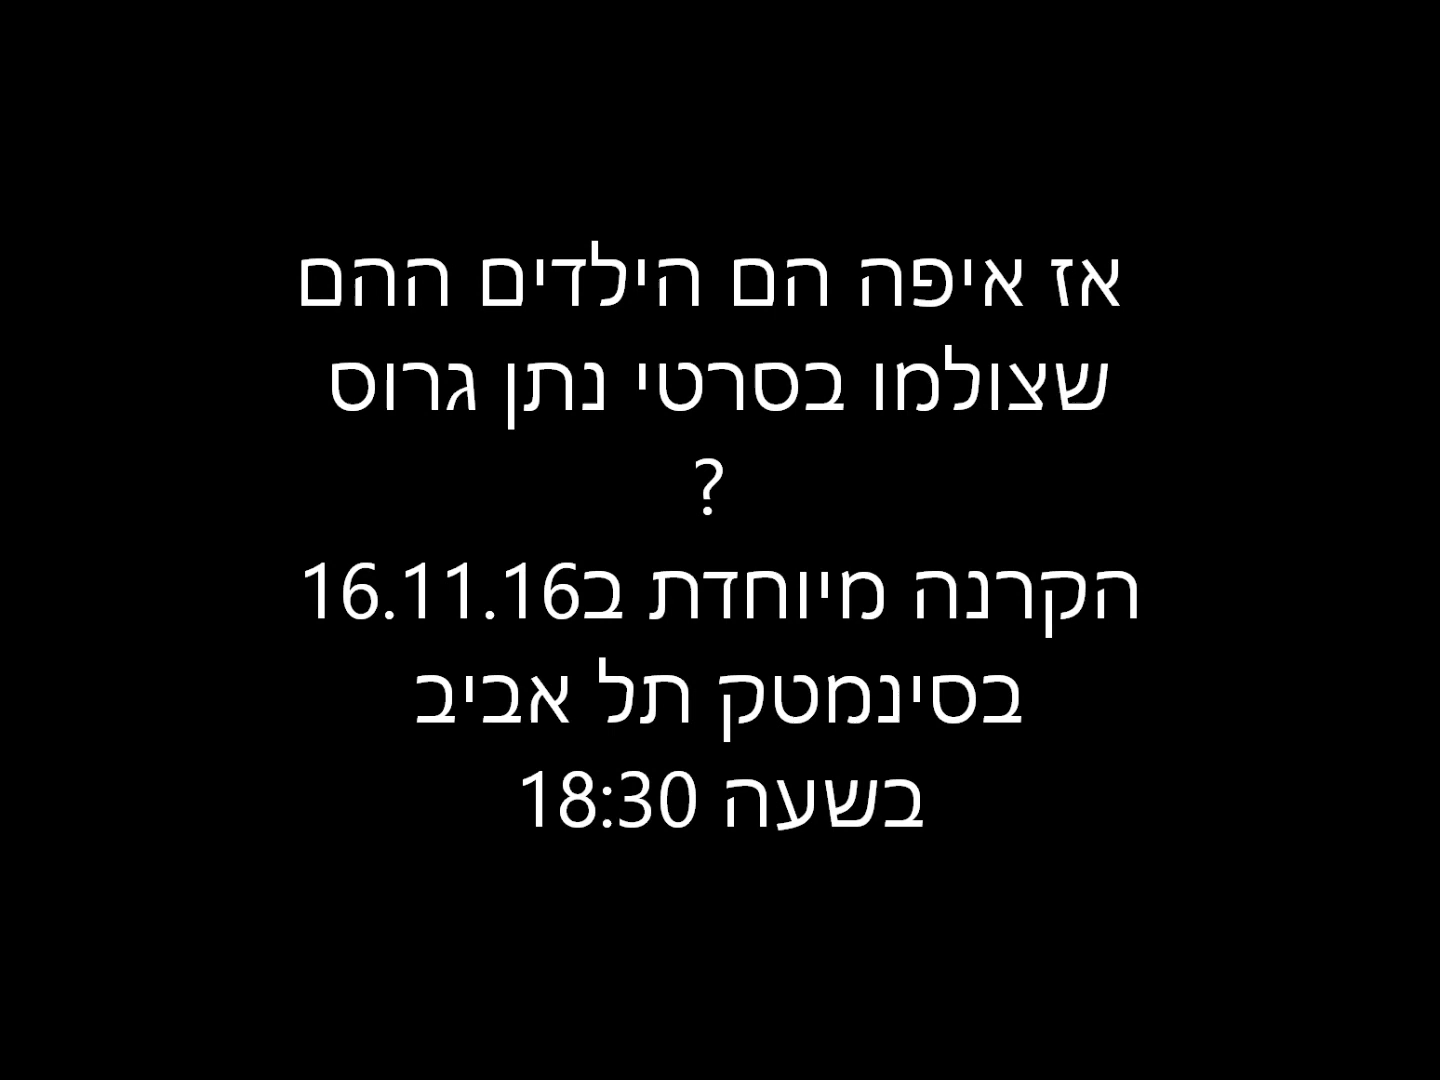 אז איפה הם הילדים ההם
שצולמו בסרטי נתן גרוס
?
הקרנה מיוחדת ב16.11.16
בסינמטק תל אביב
בשעה 18:30